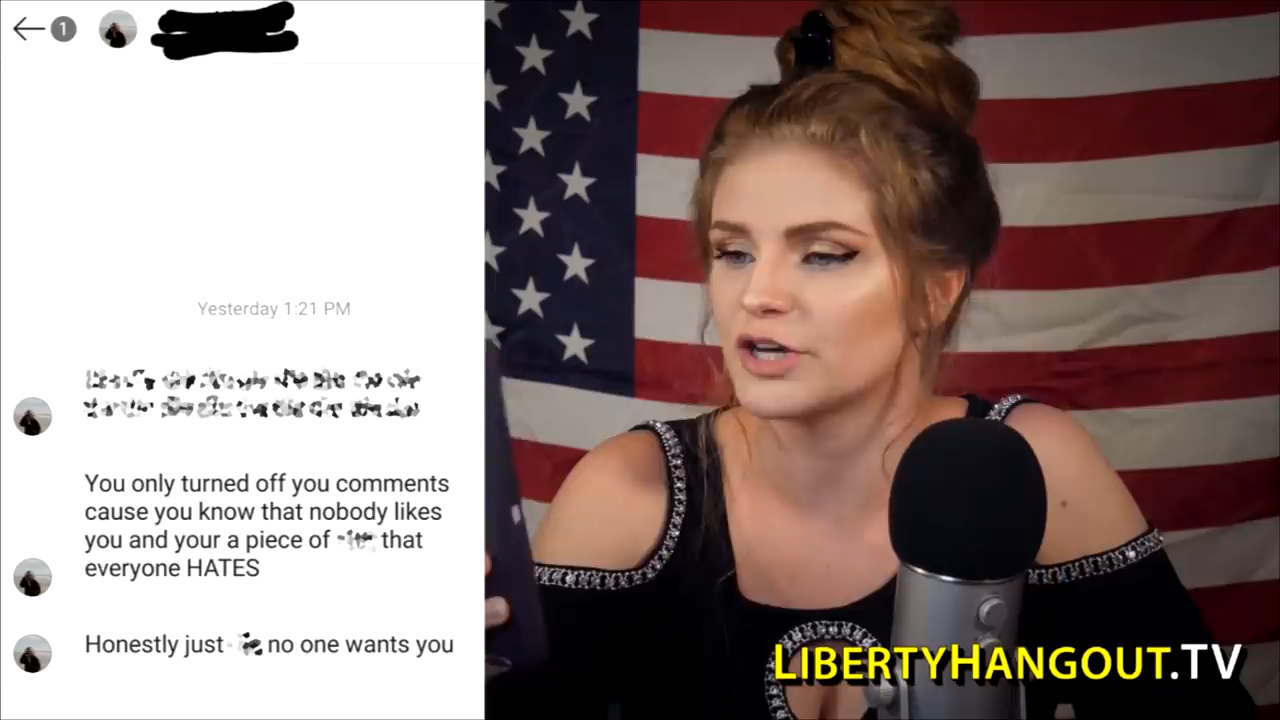 1
Yesterday 1:21 PM
You only turned off you comments
cause you know that nobody likes
you and your a piece of that
everyone HATES
Honestly just no one wants you
LIBERTYHANGOUT.TV